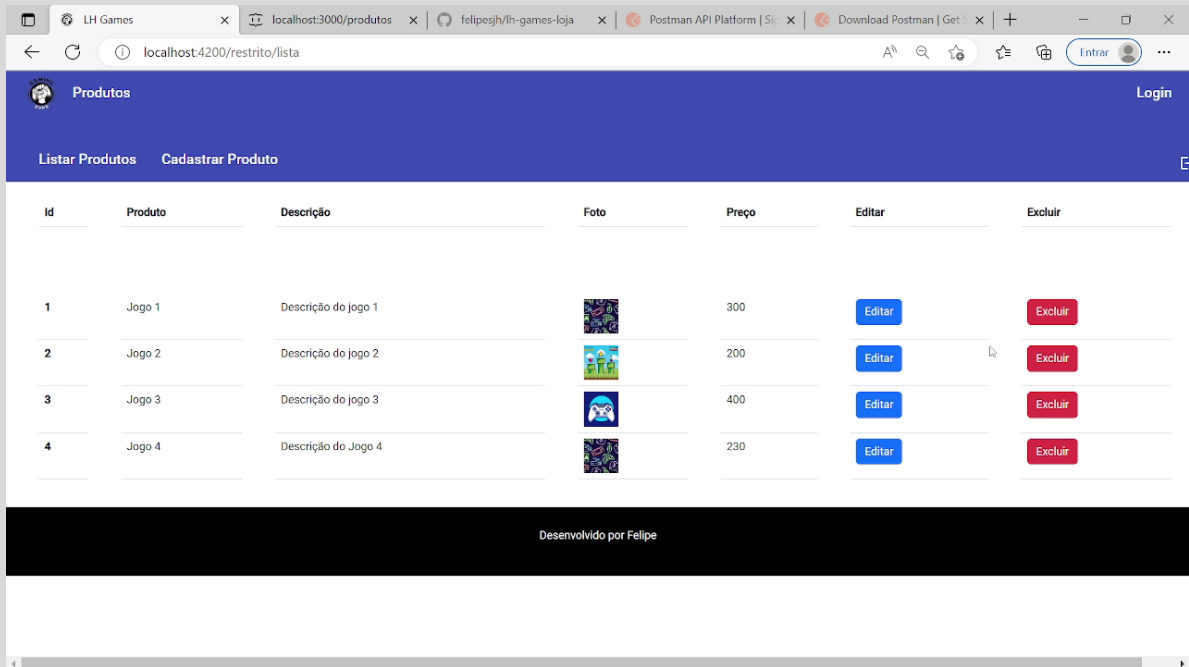 LH Games
localhost:3000/produtos
felipesjh/lh-games-loja
Postman API Platform | Si
Download Postman | Get S
localhost:4200/restrito/lista
Entrar
Produtos
Login
Listar Produtos Cadastrar Produto
Id Produto Descrição Foto Preço Editar Excluir
1 Jogo 1 Descrição do jogo 1 300 Editar Excluir
2 Jogo 2 Descrição do jogo 2 200 Editar Excluir
3 Jogo 3 Descrição do jogo 3 400 Editar Excluir
4 Jogo 4 Descrição do Jogo 4 230 Editar Excluir
Desenvolvido por Felipe